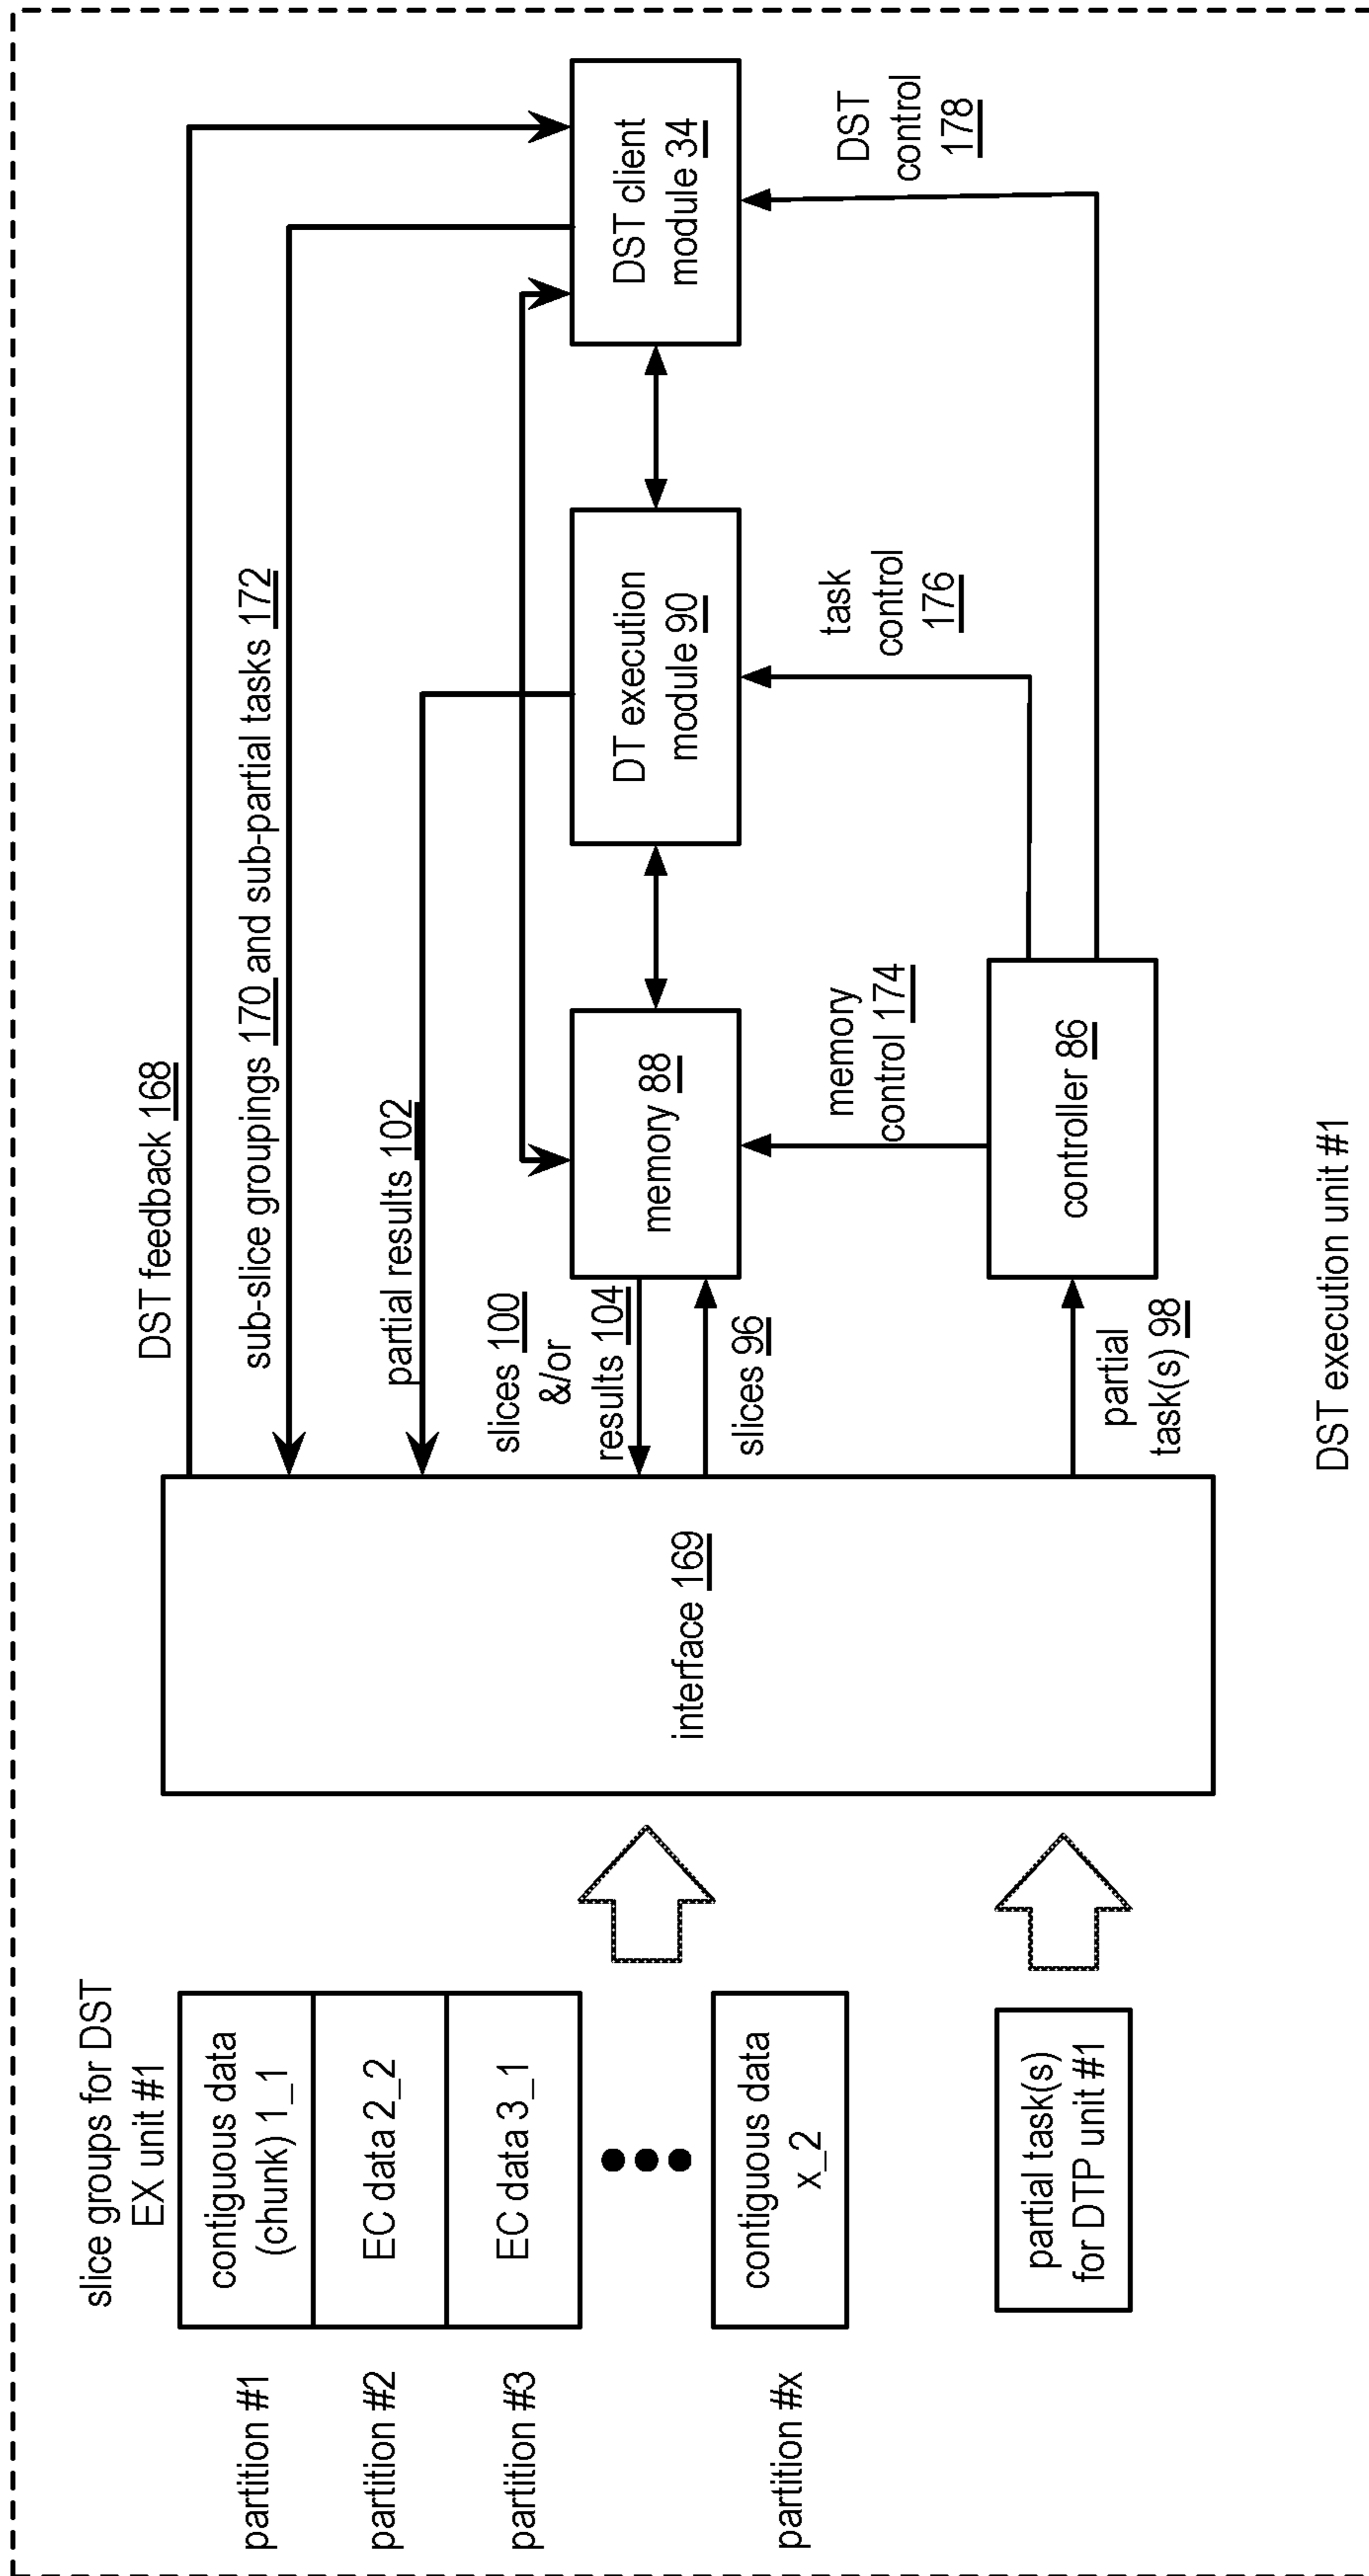 slice groups for DST
EX unit #1
partition #1
contiguous data
(chunk) 1_1
partition #2
EC data 2_2
partition #3
EC data 3_1
partition #x
contiguous data
x_2
partial task(s)
for DTP unit #1
interface 169
DST feedback 168
sub-slice groupings 170 and sub-partial tasks 172
partial results 102
slices 100
&/or
results 104
slices 96
partial
task(s) 98
memory 88
DT execution
module 90
DST client
module 34
memory
control 174
task
control
176
DST
control
178
controller 86
DST execution unit #1